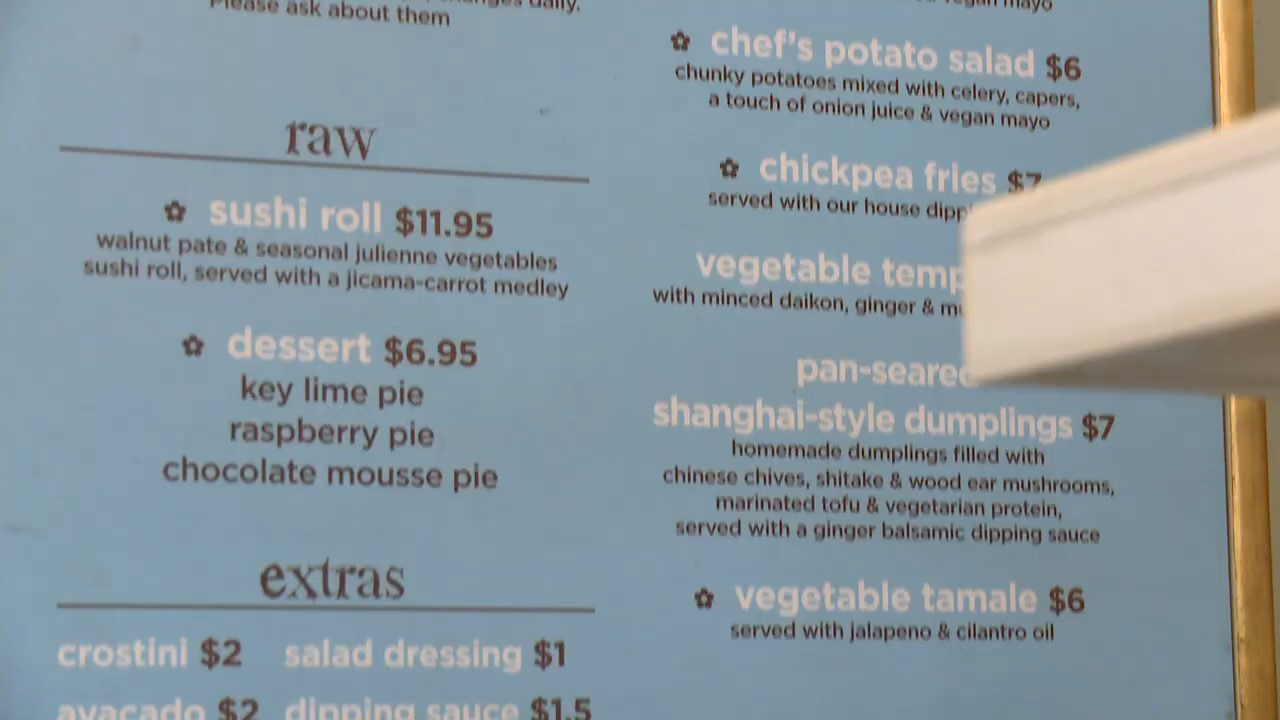 Please ask about them
raw
sushi roll $11.95
walnut pate & seasonal julienne vegetables
sushi roll, served with a jicama-carrot medley
dessert $6.95
key lime pie
raspberry pie
chocolate mousse pie
extras
crostini $2 salad dressing $1
avacado $2 dipping sauce $1.5
vegan mayo
chef's potato salad $6
chunky potatoes mixed with celery, capers,
a touch of onion juice & vegan mayo
chickpea fries $7
served with our house
vegetable
with minced daikon, ginger &
pan-seared
shanghai-style dumplings $7
homemade dumplings filled with
chinese chives, shitake & wood ear mushrooms,
marinated tofu & vegetarian protein,
served with a ginger balsamic dipping sauce
vegetable tamale $6
served with jalapeno & cilantro oil